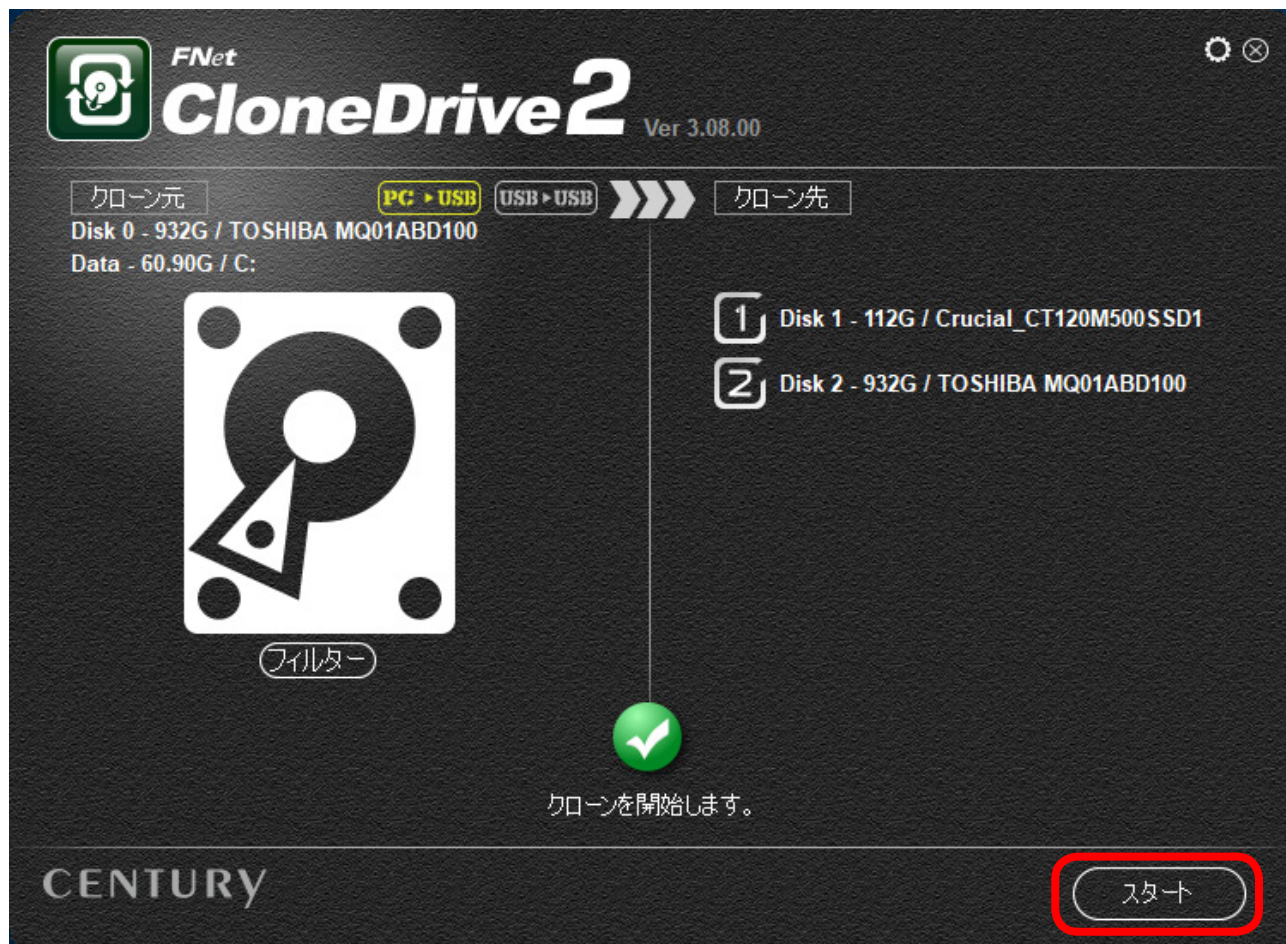 FNet
CloneDrive2 Ver 3.08.00
クローン元
PC ▸ USB
USB ▸ USB
クローン先
Disk 0 - 932G / TOSHIBA MQ01ABD100
Data - 60.90G / C:
1 Disk 1 - 112G / Crucial_CT120M500SSD1
2 Disk 2 - 932G / TOSHIBA MQ01ABD100
フィルター
クローンを開始します。
CENTURY
スタート